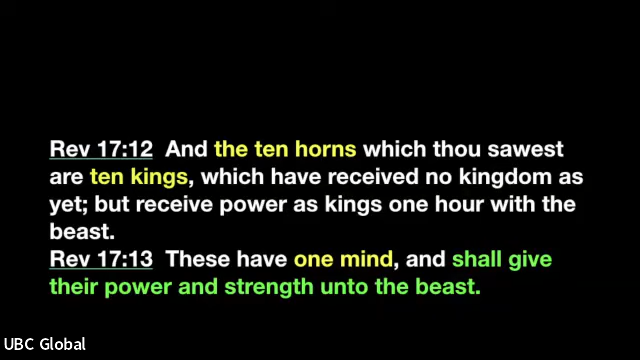 Rev 17:12  And the ten horns which thou sawest
are ten kings, which have received no kingdom as
yet; but receive power as kings one hour with the
beast.
Rev 17:13  These have one mind, and shall give
their power and strength unto the beast.
UBC Global